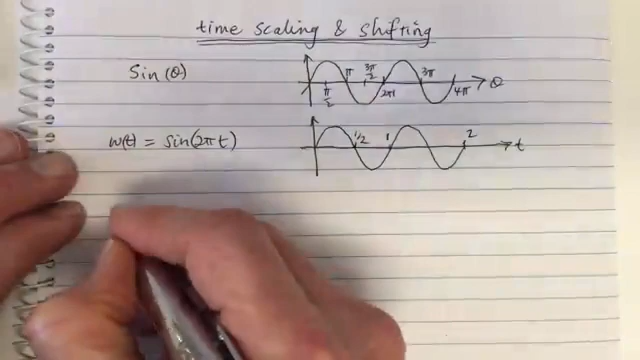 time scaling & shifting
sin(θ)
π/2 π 3π/2 2π 3π 4π θ
w(t) = sin(2πt)
1/2 1 2 t